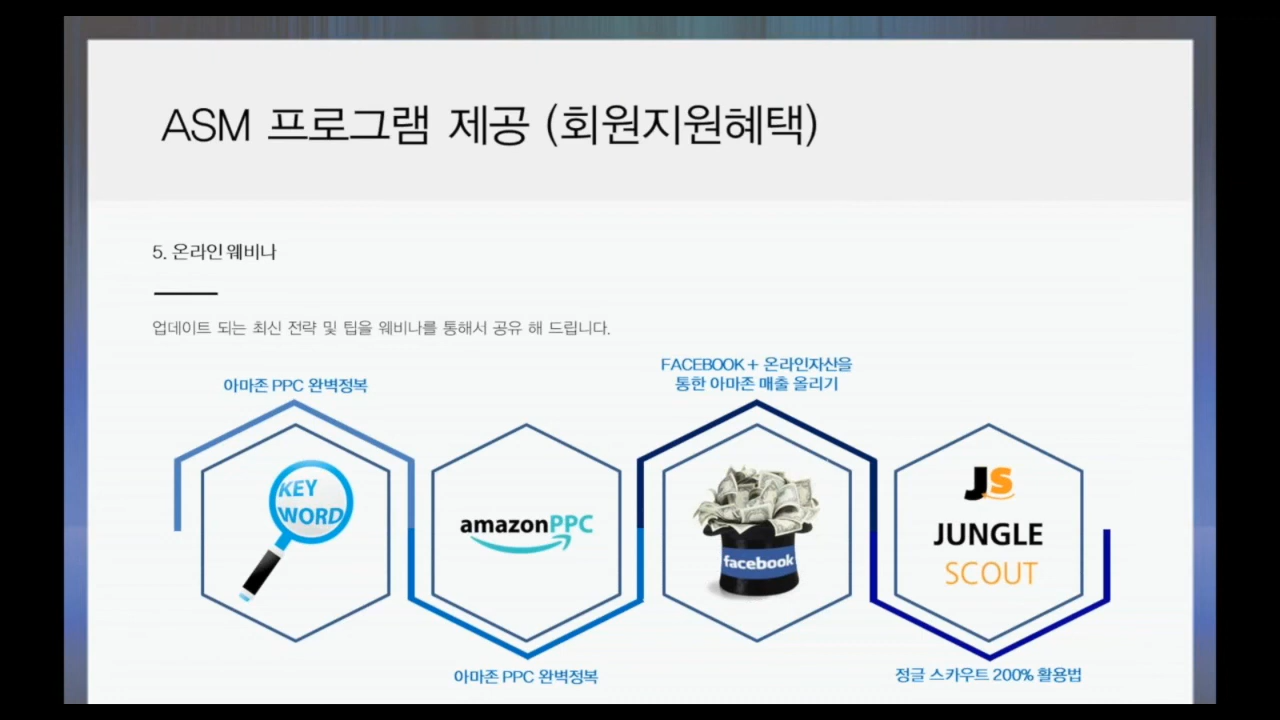 ASM 프로그램 제공 (회원지원혜택)
5. 온라인 웨비나
업데이트 되는 최신 전략 및 팁을 웨비나를 통해서 공유 해 드립니다.
아마존 PPC 완벽정복
KEY
WORD
amazonPPC
아마존 PPC 완벽정복
FACEBOOK + 온라인자산을
통한 아마존 매출 올리기
facebook
JS
JUNGLE
SCOUT
정글 스카우트 200% 활용법